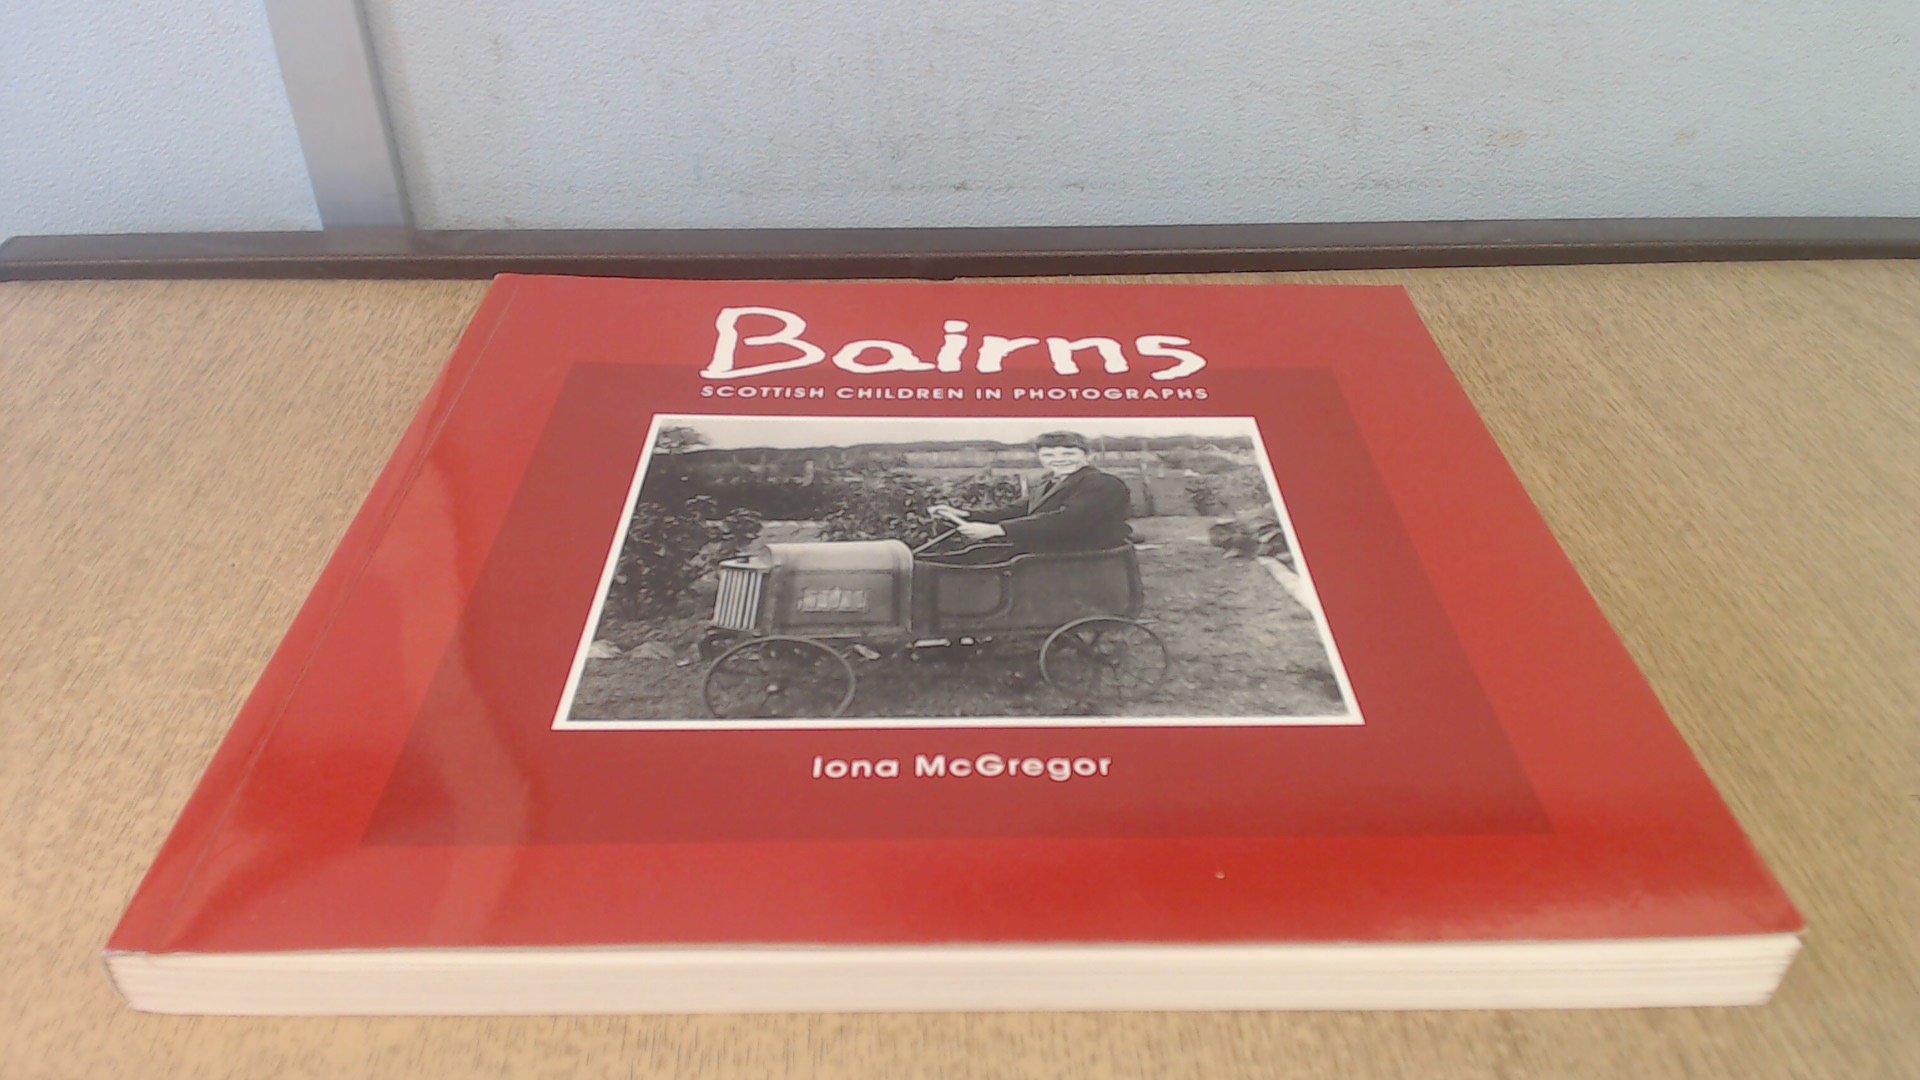 Bairns
SCOTTISH CHILDREN IN PHOTOGRAPHS
Iona McGregor